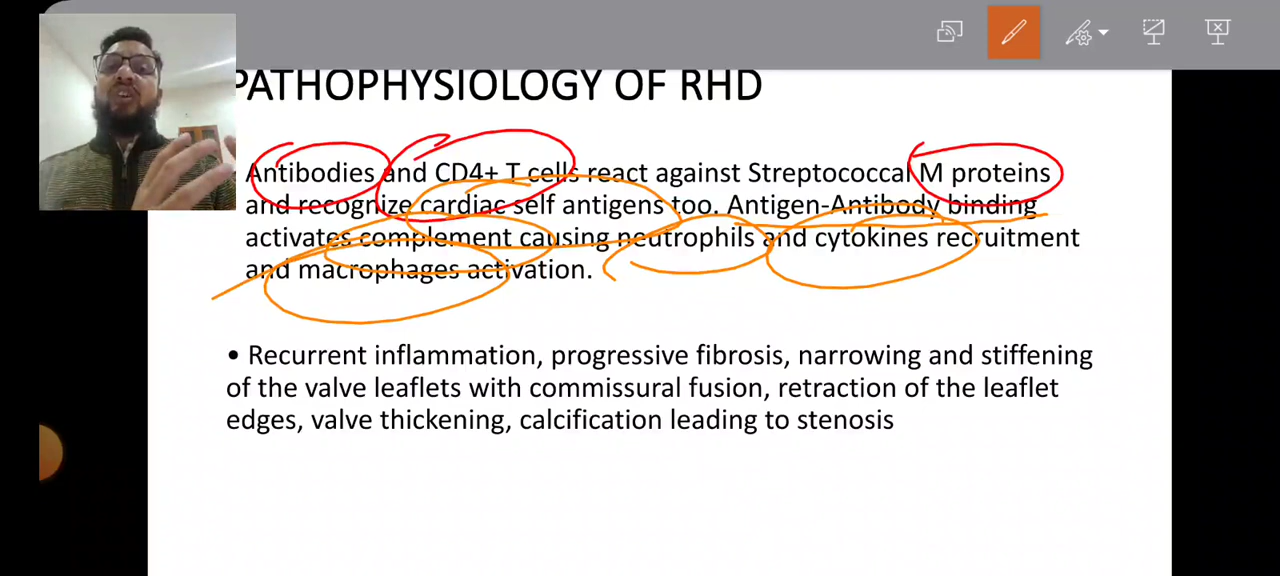 PATHOPHYSIOLOGY OF RHD
Antibodies and CD4+ T cells react against Streptococcal M proteins
and recognize cardiac self antigens too. Antigen-Antibody binding
activates complement causing neutrophils and cytokines recruitment
and macrophages activation.
• Recurrent inflammation, progressive fibrosis, narrowing and stiffening
of the valve leaflets with commissural fusion, retraction of the leaflet
edges, valve thickening, calcification leading to stenosis